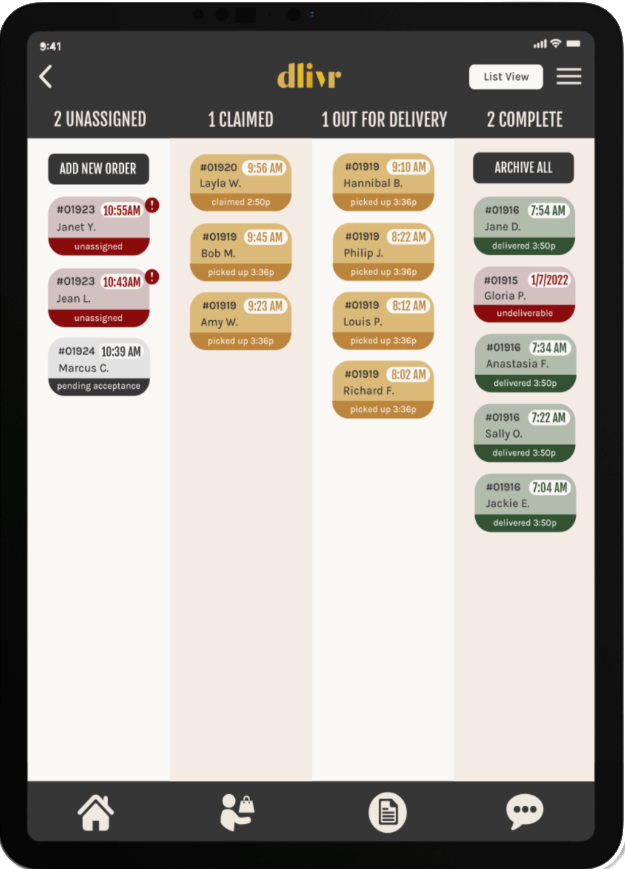 9:41
dlivr
List View
2 UNASSIGNED
1 CLAIMED
1 OUT FOR DELIVERY
2 COMPLETE
ADD NEW ORDER
#01923 10:55AM !
Janet Y.
unassigned
#01923 10:43AM !
Jean L.
unassigned
#01924 10:39 AM
Marcus C.
pending acceptance
#01920 9:56 AM
Layla W.
claimed 2:50p
#01919 9:45 AM
Bob M.
picked up 3:36p
#01919 9:23 AM
Amy W.
picked up 3:36p
#01919 9:10 AM
Hannibal B.
picked up 3:36p
#01919 8:22 AM
Philip J.
picked up 3:36p
#01919 8:12 AM
Louis P.
picked up 3:36p
#01919 8:02 AM
Richard F.
picked up 3:36p
ARCHIVE ALL
#01916 7:54 AM
Jane D.
delivered 3:50p
#01915 1/7/2022
Gloria P.
undeliverable
#01916 7:34 AM
Anastasia F.
delivered 3:50p
#01916 7:22 AM
Sally O.
delivered 3:50p
#01916 7:04 AM
Jackie E.
delivered 3:50p